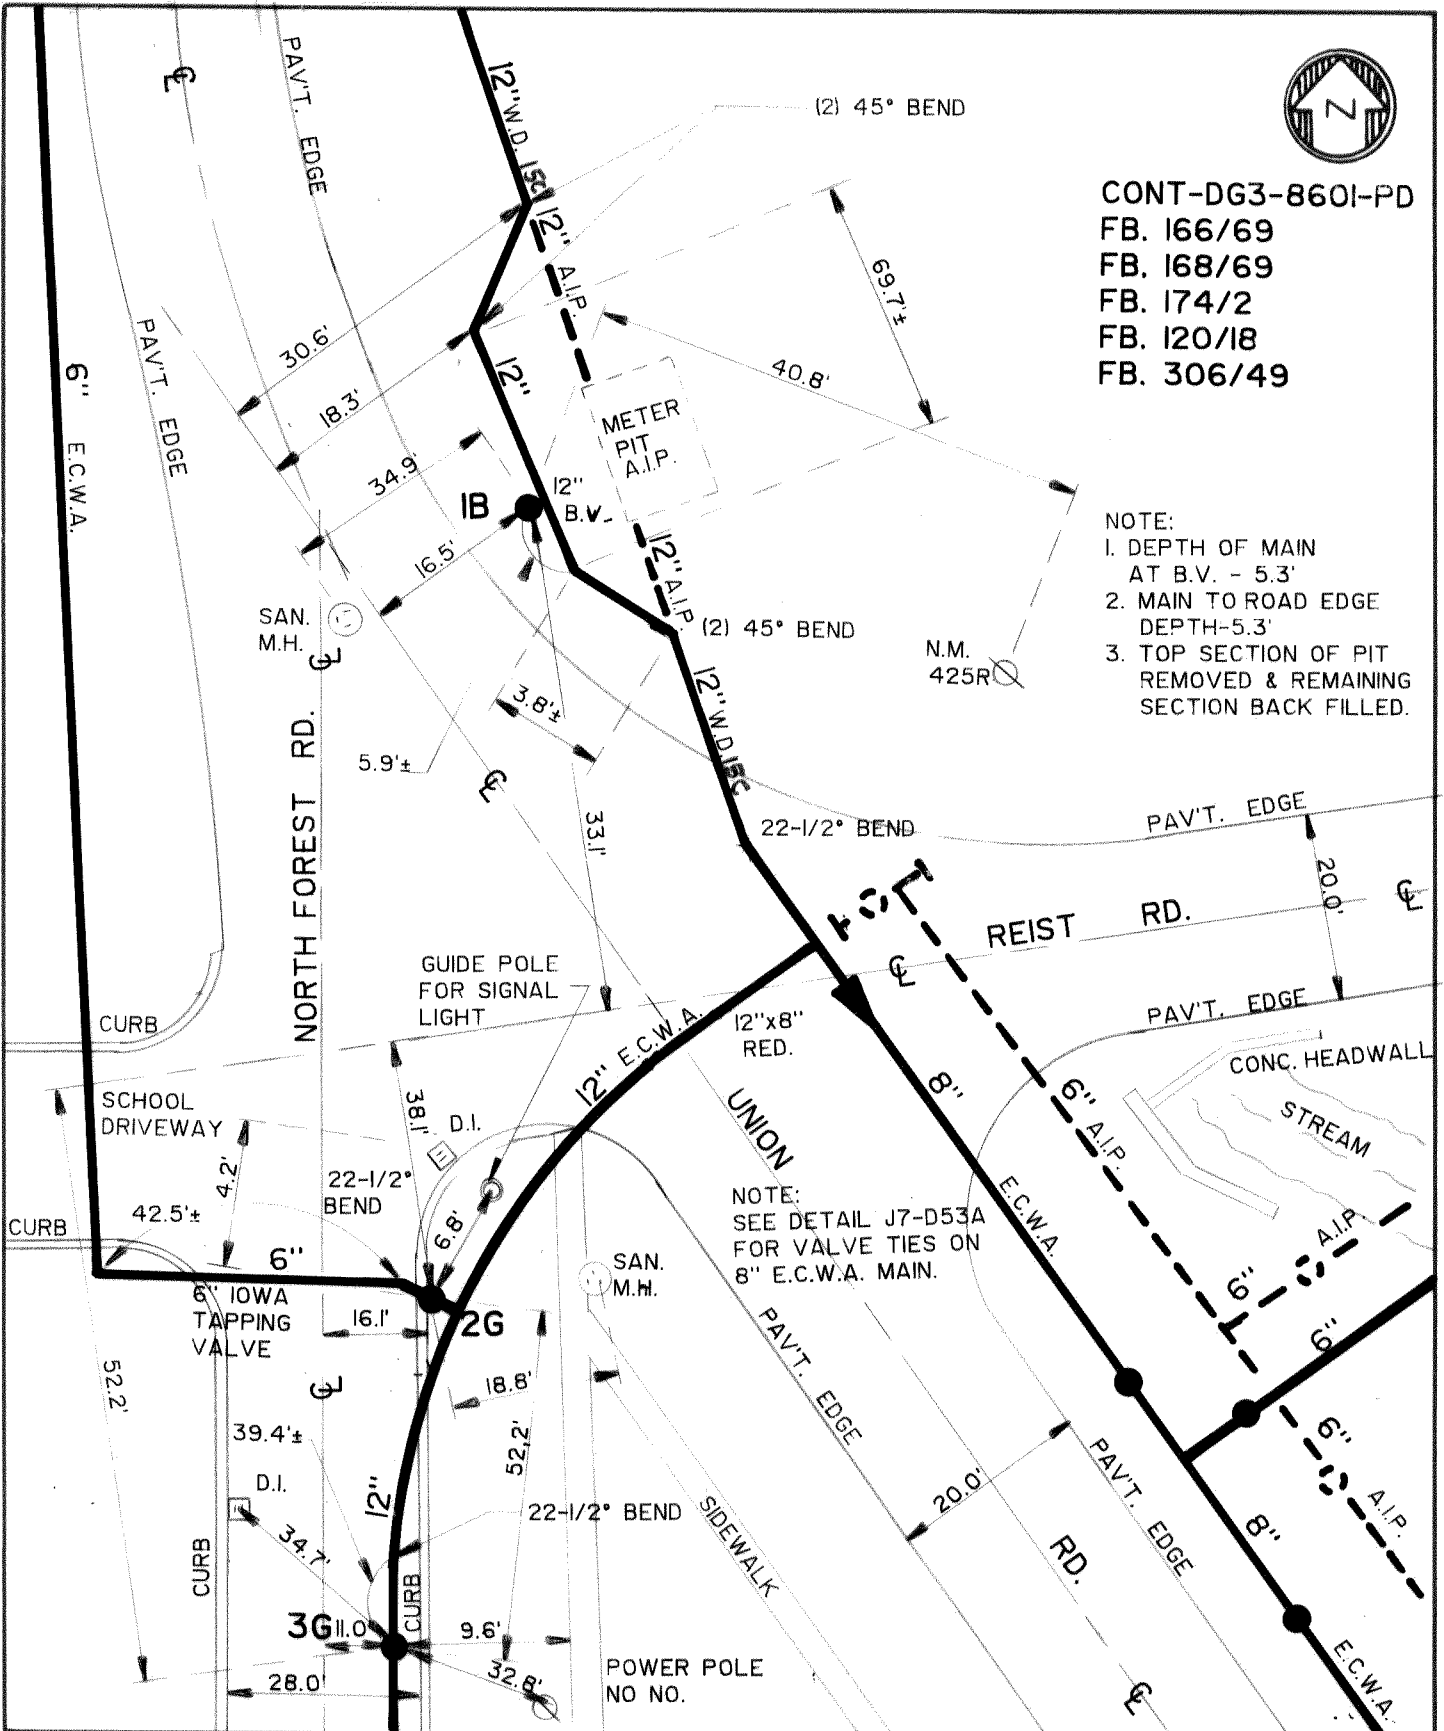 PAV'T. EDGE
12" W.D. 15C
(2) 45° BEND
N
CONT-DG3-8601-PD
FB. 166/69
FB. 168/69
FB. 174/2
FB. 120/18
FB. 306/49
12" A.I.P.
69.7'±
30.6'
18.3'
40.8'
PAV'T. EDGE
6" E.C.W.A.
12"
METER
PIT
A.I.P.
34.9
1B
12"
B.V.
16.5'
12" A.I.P.
NOTE:
1. DEPTH OF MAIN
AT B.V. - 5.3'
2. MAIN TO ROAD EDGE
DEPTH-5.3'
3. TOP SECTION OF PIT
REMOVED & REMAINING
SECTION BACK FILLED.
SAN.
M.H.
(2) 45° BEND
N.M.
425R
12" W.D. 15C
3.8'±
5.9'±
33.1'
NORTH FOREST RD.
22-1/2° BEND
PAV'T. EDGE
20.0'
REIST RD.
GUIDE POLE
FOR SIGNAL
LIGHT
CURB
12"x8"
RED.
PAV'T. EDGE
CONC. HEADWALL
STREAM
12" E.C.W.A.
SCHOOL
DRIVEWAY
38.1'
D.I.
4.2'
22-1/2°
BEND
42.5'±
CURB
6"
6.8'
UNION
8"
E.C.W.A.
6" A.I.P.
NOTE:
SEE DETAIL J7-D53A
FOR VALVE TIES ON
8" E.C.W.A. MAIN.
SAN.
M.H.
6" A.I.P.
6" IOWA
TAPPING
VALVE
16.1'
2G
6"
52.2'
18.8'
52.2'
PAV'T. EDGE
39.4'±
D.I.
34.7'
12"
22-1/2° BEND
SIDEWALK
20.0'
PAV'T. EDGE
6" A.I.P.
8"
CURB
CURB
RD.
3G
11.0'
9.6'
28.0'
32.8'
POWER POLE
NO NO.
E.C.W.A.